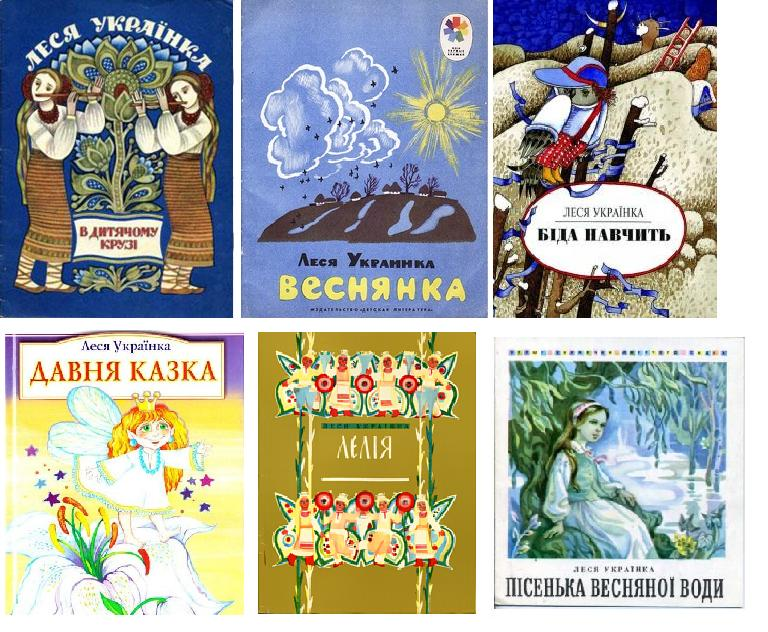 ЛЕСЯ УКРАЇНКА
В ДИТЯЧОМУ
КРУЗІ
Леся Украинка
ВЕСНЯНКА
ИЗДАТЕЛЬСТВО «ДЕТСКАЯ ЛИТЕРАТУРА»
ЛЕСЯ УКРАЇНКА
БІДА НАВЧИТЬ
Леся Українка
ДАВНЯ КАЗКА
ЛЕСЯ УКРАЇНКА
ЛЕЛІЯ
ЛЕСЯ УКРАЇНКА
ПІСЕНЬКА ВЕСНЯНОЇ ВОДИ